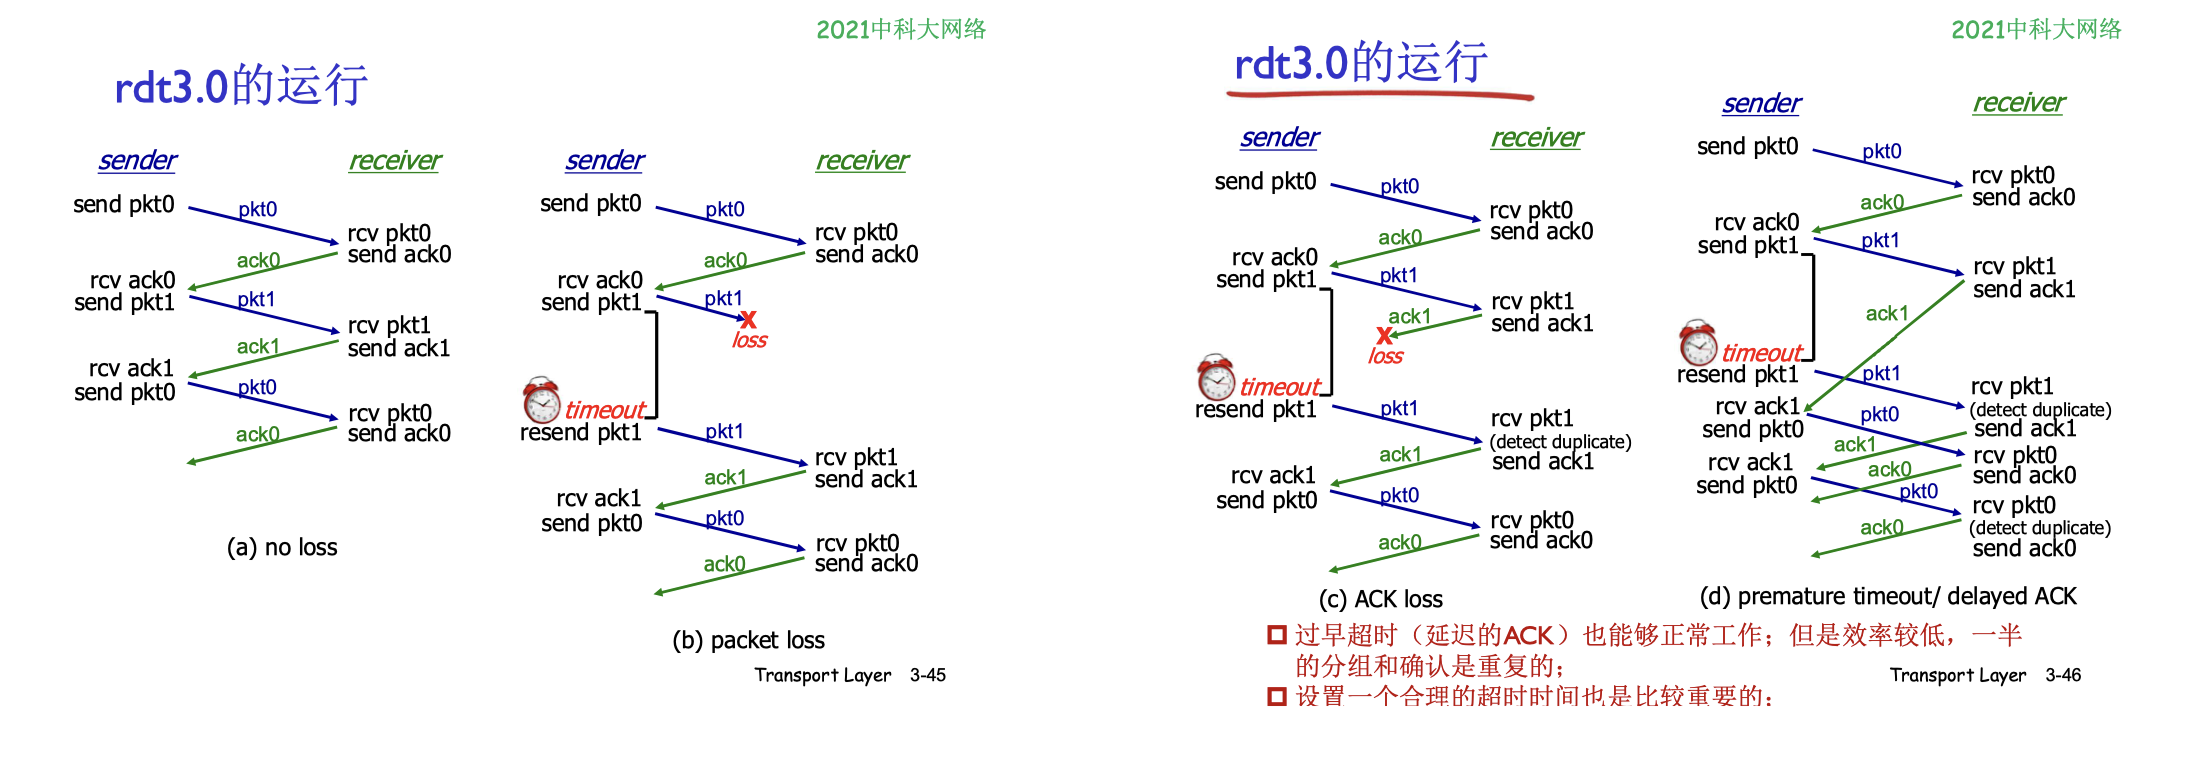 2021中科大网络
rdt3.0的运行
sender
receiver
send pkt0
pkt0
rcv pkt0
send ack0
ack0
rcv ack0
send pkt1
pkt1
rcv pkt1
send ack1
ack1
rcv ack1
send pkt0
pkt0
rcv pkt0
send ack0
ack0
(a) no loss
sender
receiver
send pkt0
pkt0
rcv pkt0
send ack0
ack0
rcv ack0
send pkt1
pkt1
X
loss
timeout
resend pkt1
pkt1
rcv pkt1
send ack1
ack1
rcv ack1
send pkt0
pkt0
rcv pkt0
send ack0
ack0
(b) packet loss
Transport Layer 3-45
2021中科大网络
rdt3.0的运行
sender
receiver
send pkt0
pkt0
rcv pkt0
send ack0
ack0
rcv ack0
send pkt1
pkt1
rcv pkt1
send ack1
ack1
X
loss
timeout
resend pkt1
pkt1
rcv pkt1
(detect duplicate)
send ack1
ack1
rcv ack1
send pkt0
pkt0
rcv pkt0
send ack0
ack0
(c) ACK loss
sender
receiver
send pkt0
pkt0
rcv pkt0
send ack0
ack0
rcv ack0
send pkt1
pkt1
rcv pkt1
send ack1
ack1
timeout
resend pkt1
pkt1
rcv pkt1
(detect duplicate)
send ack1
rcv ack1
send pkt0
pkt0
ack1
rcv pkt0
send ack0
ack0
rcv ack1
send pkt0
pkt0
rcv pkt0
(detect duplicate)
send ack0
ack0
(d) premature timeout/ delayed ACK
过早超时（延迟的ACK）也能够正常工作；但是效率较低，一半
的分组和确认是重复的；
设置一个合理的超时时间也是比较重要的；
Transport Layer 3-46